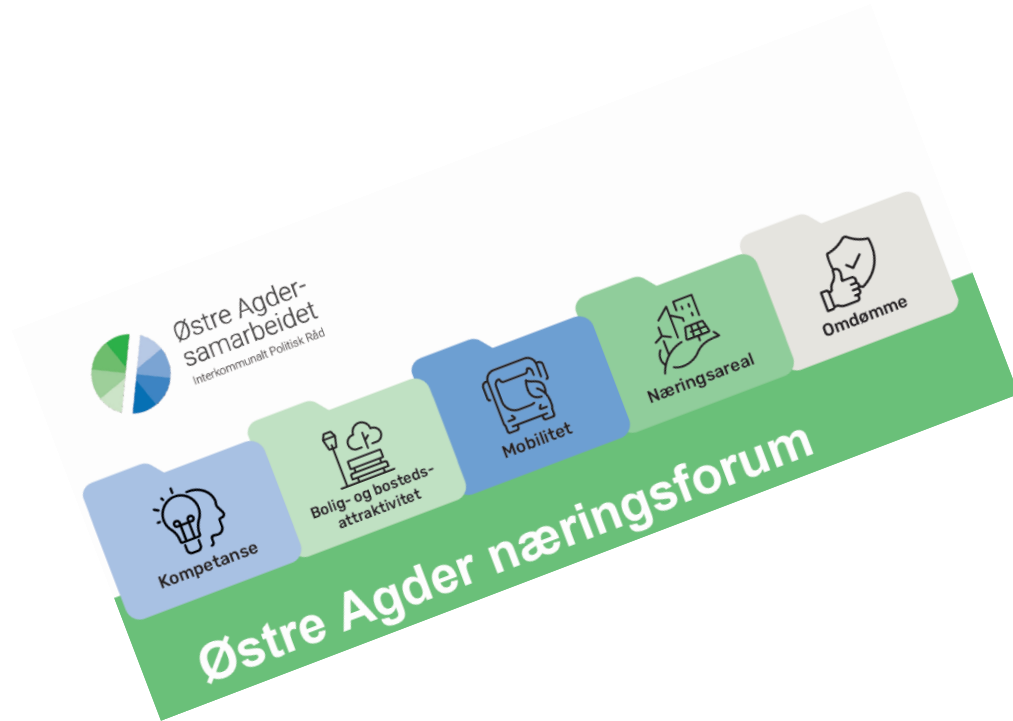 Østre Agder-
samarbeidet
Interkommunalt Politisk Råd
Kompetanse
Bolig- og bosteds-
attraktivitet
Mobilitet
Næringsareal
Omdømme
Østre Agder næringsforum